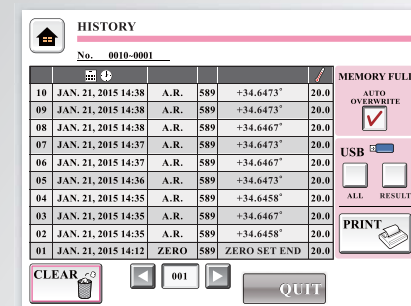 HISTORY
No. 0010~0001
10 JAN. 21, 2015 14:38 A.R. 589 +34.6473° 20.0
09 JAN. 21, 2015 14:38 A.R. 589 +34.6473° 20.0
08 JAN. 21, 2015 14:38 A.R. 589 +34.6467° 20.0
07 JAN. 21, 2015 14:37 A.R. 589 +34.6473° 20.0
06 JAN. 21, 2015 14:37 A.R. 589 +34.6467° 20.0
05 JAN. 21, 2015 14:36 A.R. 589 +34.6473° 20.0
04 JAN. 21, 2015 14:35 A.R. 589 +34.6458° 20.0
03 JAN. 21, 2015 14:35 A.R. 589 +34.6467° 20.0
02 JAN. 21, 2015 14:35 A.R. 589 +34.6458° 20.0
01 JAN. 21, 2015 14:12 ZERO 589 ZERO SET END 20.0
MEMORY FULL
AUTO
OVERWRITE
USB
ALL RESULT
PRINT
CLEAR
001
QUIT